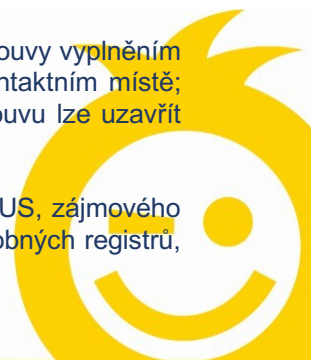 ouvy vyplněním
ntaktním místě;
ouvu lze uzavřít
US, zájmového
obných registrů,